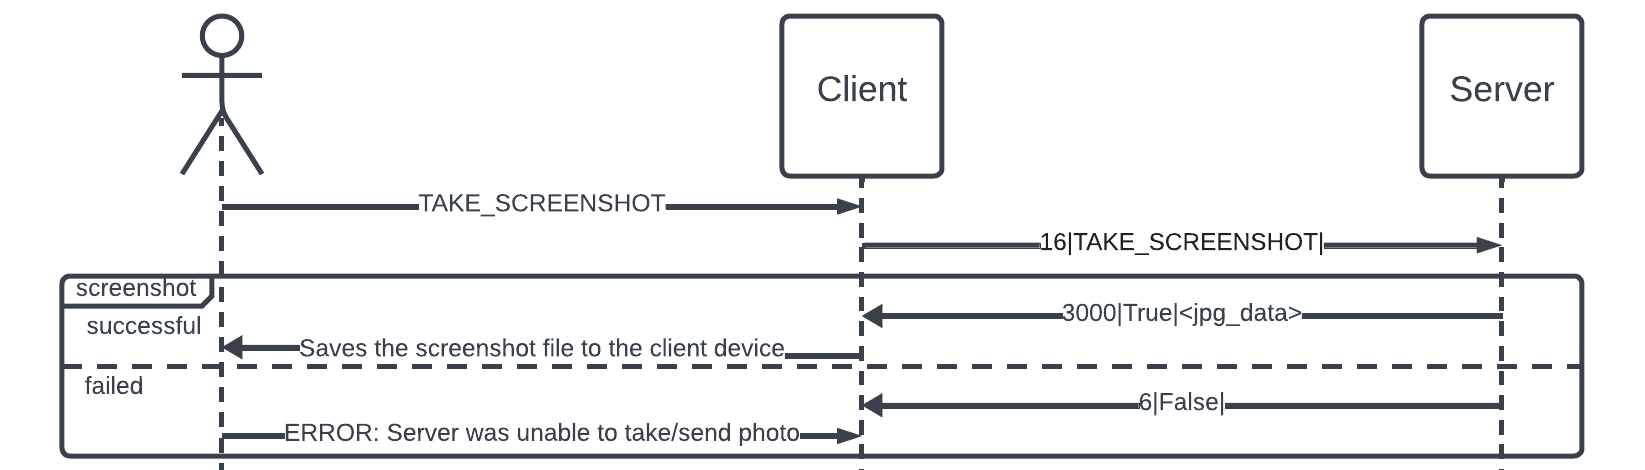 Client
Server
TAKE_SCREENSHOT
16|TAKE_SCREENSHOT|
screenshot
successful
3000|True|<jpg_data>
Saves the screenshot file to the client device
failed
6|False|
ERROR: Server was unable to take/send photo